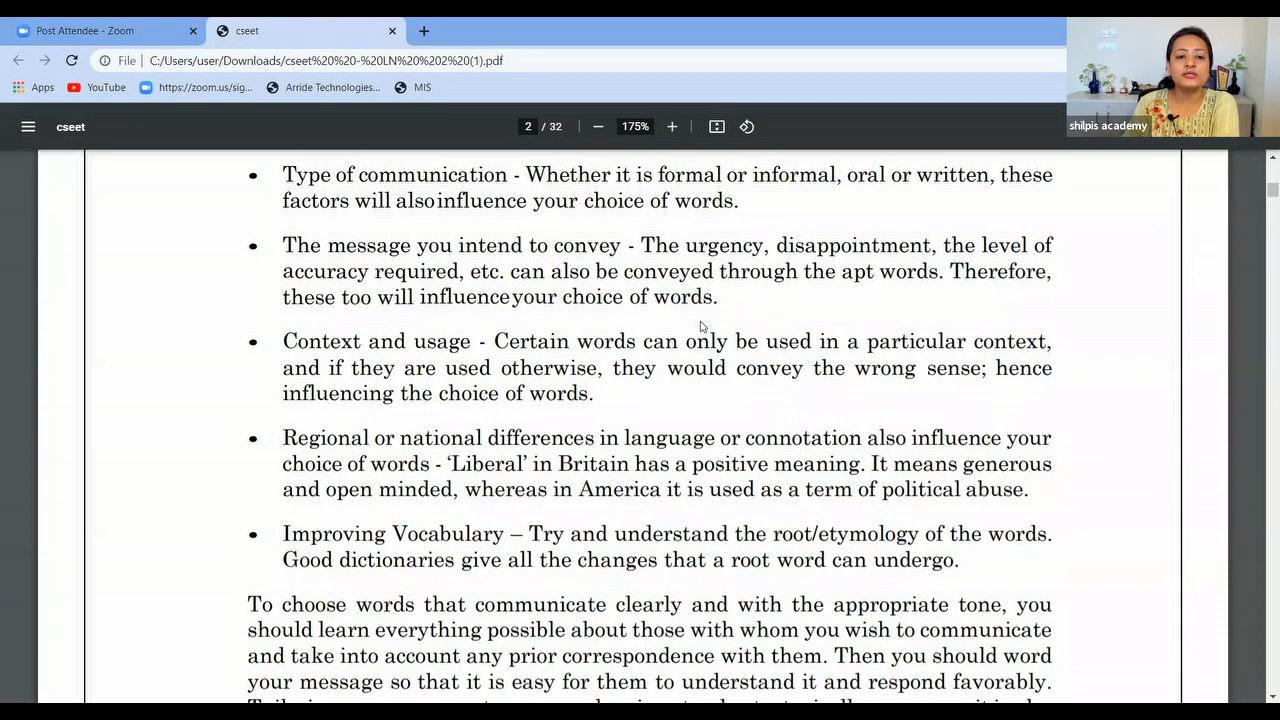 Post Attendee - Zoom
cseet
File
C:/Users/user/Downloads/cseet%20%20-%20LN%20%202%20(1).pdf
Apps
YouTube
https://zoom.us/sig...
Arride Technologies...
MIS
shilpis academy
cseet
2 / 32
175%
• Type of communication - Whether it is formal or informal, oral or written, these
factors will alsoinfluence your choice of words.
• The message you intend to convey - The urgency, disappointment, the level of
accuracy required, etc. can also be conveyed through the apt words. Therefore,
these too will influenceyour choice of words.
• Context and usage - Certain words can only be used in a particular context,
and if they are used otherwise, they would convey the wrong sense; hence
influencing the choice of words.
• Regional or national differences in language or connotation also influence your
choice of words - ‘Liberal’ in Britain has a positive meaning. It means generous
and open minded, whereas in America it is used as a term of political abuse.
• Improving Vocabulary – Try and understand the root/etymology of the words.
Good dictionaries give all the changes that a root word can undergo.
To choose words that communicate clearly and with the appropriate tone, you
should learn everything possible about those with whom you wish to communicate
and take into account any prior correspondence with them. Then you should word
your message so that it is easy for them to understand it and respond favorably.